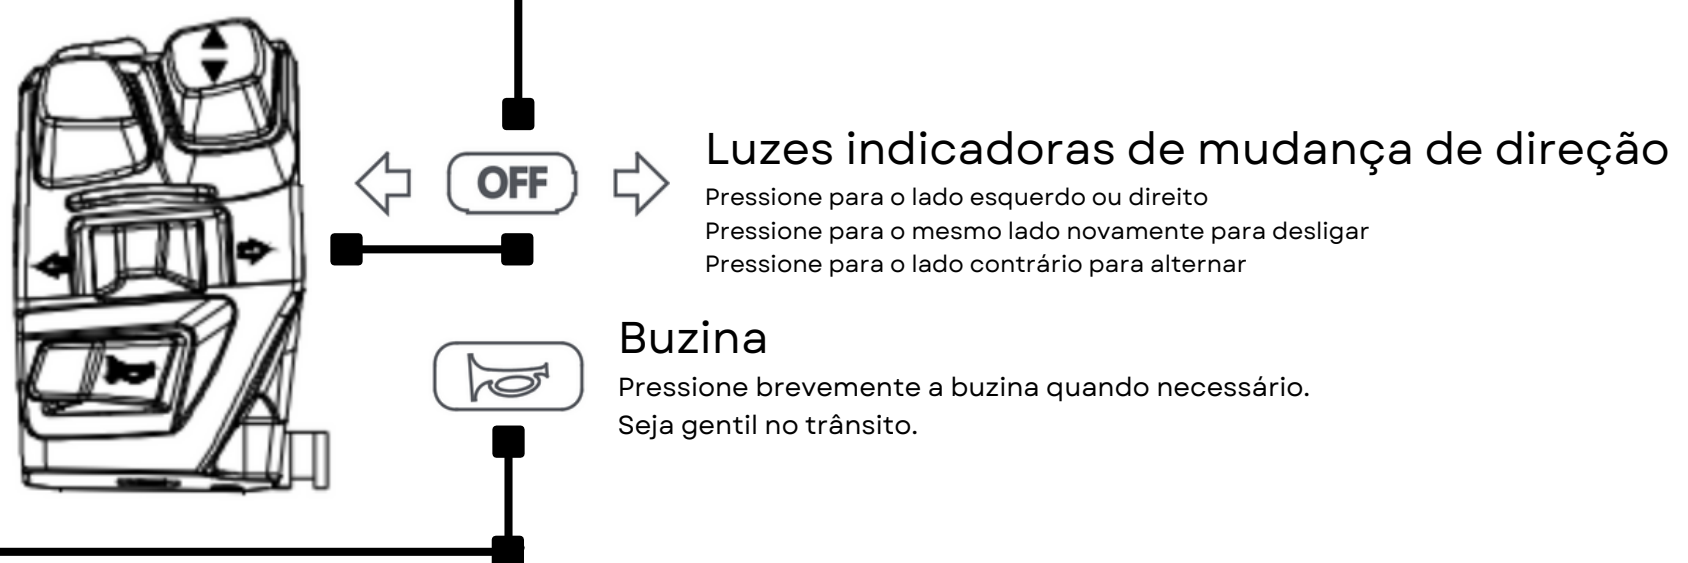 OFF
Luzes indicadoras de mudança de direção
Pressione para o lado esquerdo ou direito
Pressione para o mesmo lado novamente para desligar
Pressione para o lado contrário para alternar
Buzina
Pressione brevemente a buzina quando necessário.
Seja gentil no trânsito.